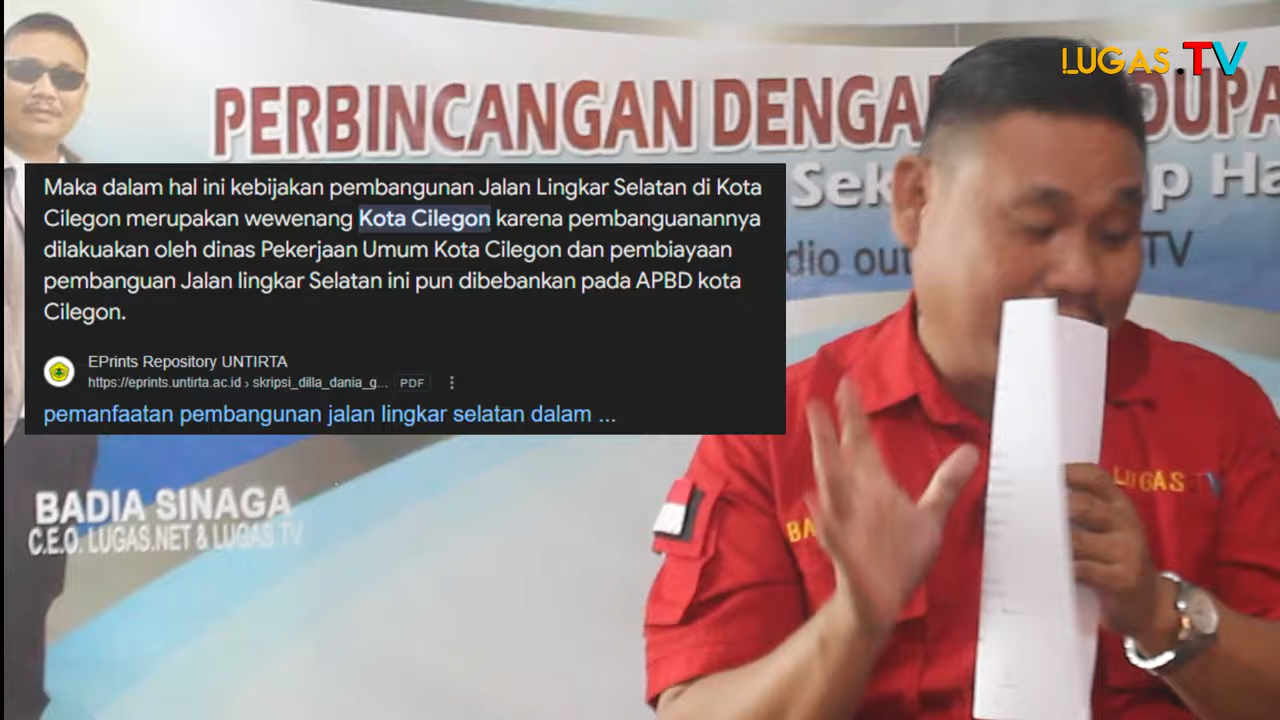 LUGAS.TV
PERBINCANGAN DENGA
Maka dalam hal ini kebijakan pembangunan Jalan Lingkar Selatan di Kota
Cilegon merupakan wewenang Kota Cilegon karena pembanguanannya
dilakuakan oleh dinas Pekerjaan Umum Kota Cilegon dan pembiayaan
pembanguan Jalan lingkar Selatan ini pun dibebankan pada APBD kota
Cilegon.
EPrints Repository UNTIRTA
https://eprints.untirta.ac.id › skripsi_dilla_dania_g... PDF
pemanfaatan pembangunan jalan lingkar selatan dalam ...
BADIA SINAGA
C.E.O. LUGAS.NET & LUGAS TV
LUGAS TV